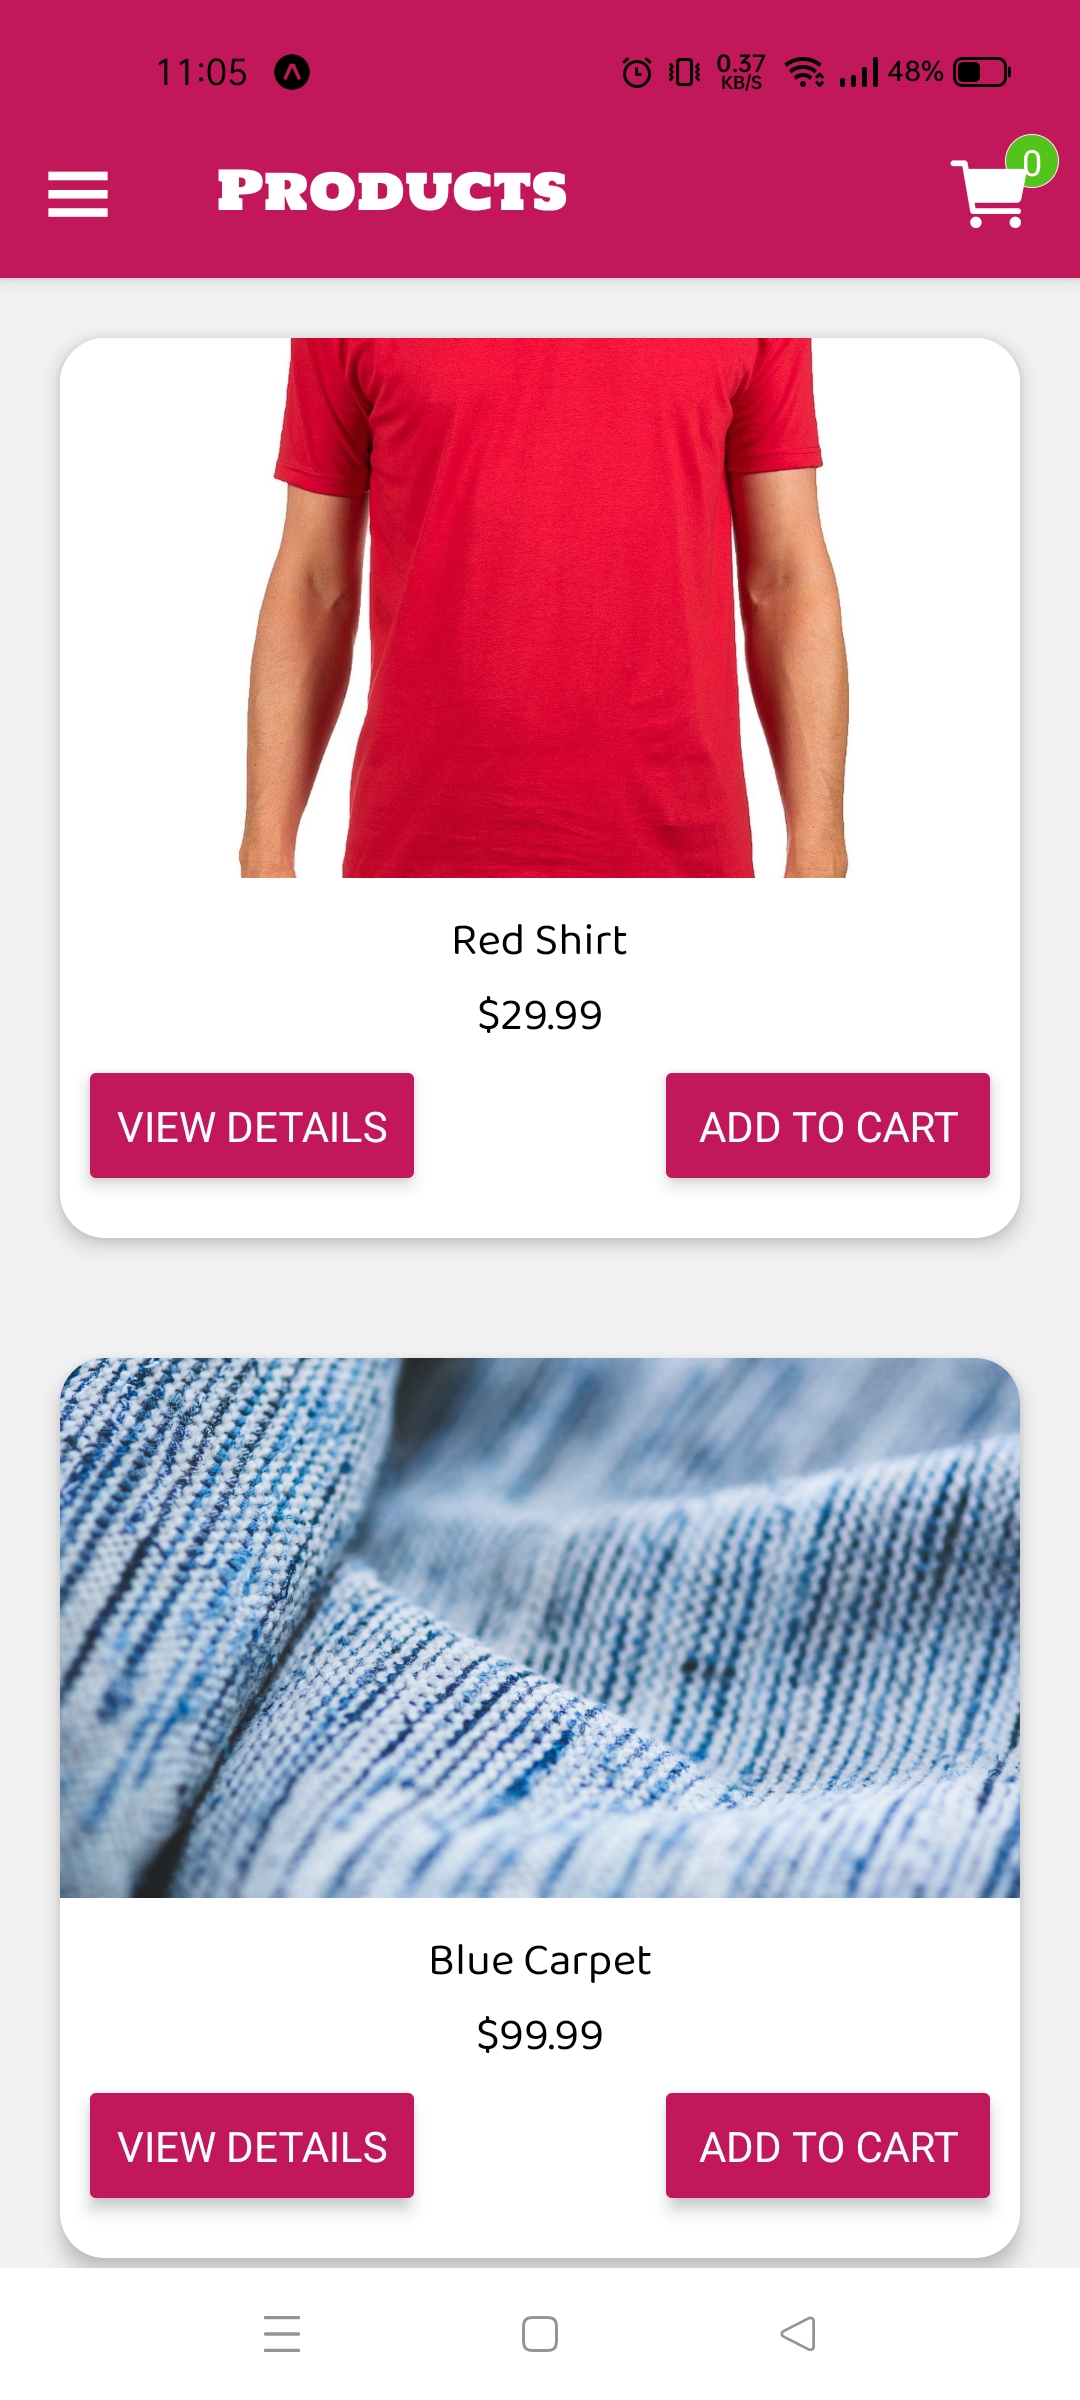 11:05 0.37 KB/S 48%
PRODUCTS 0
Red Shirt
$29.99
VIEW DETAILS ADD TO CART
Blue Carpet
$99.99
VIEW DETAILS ADD TO CART